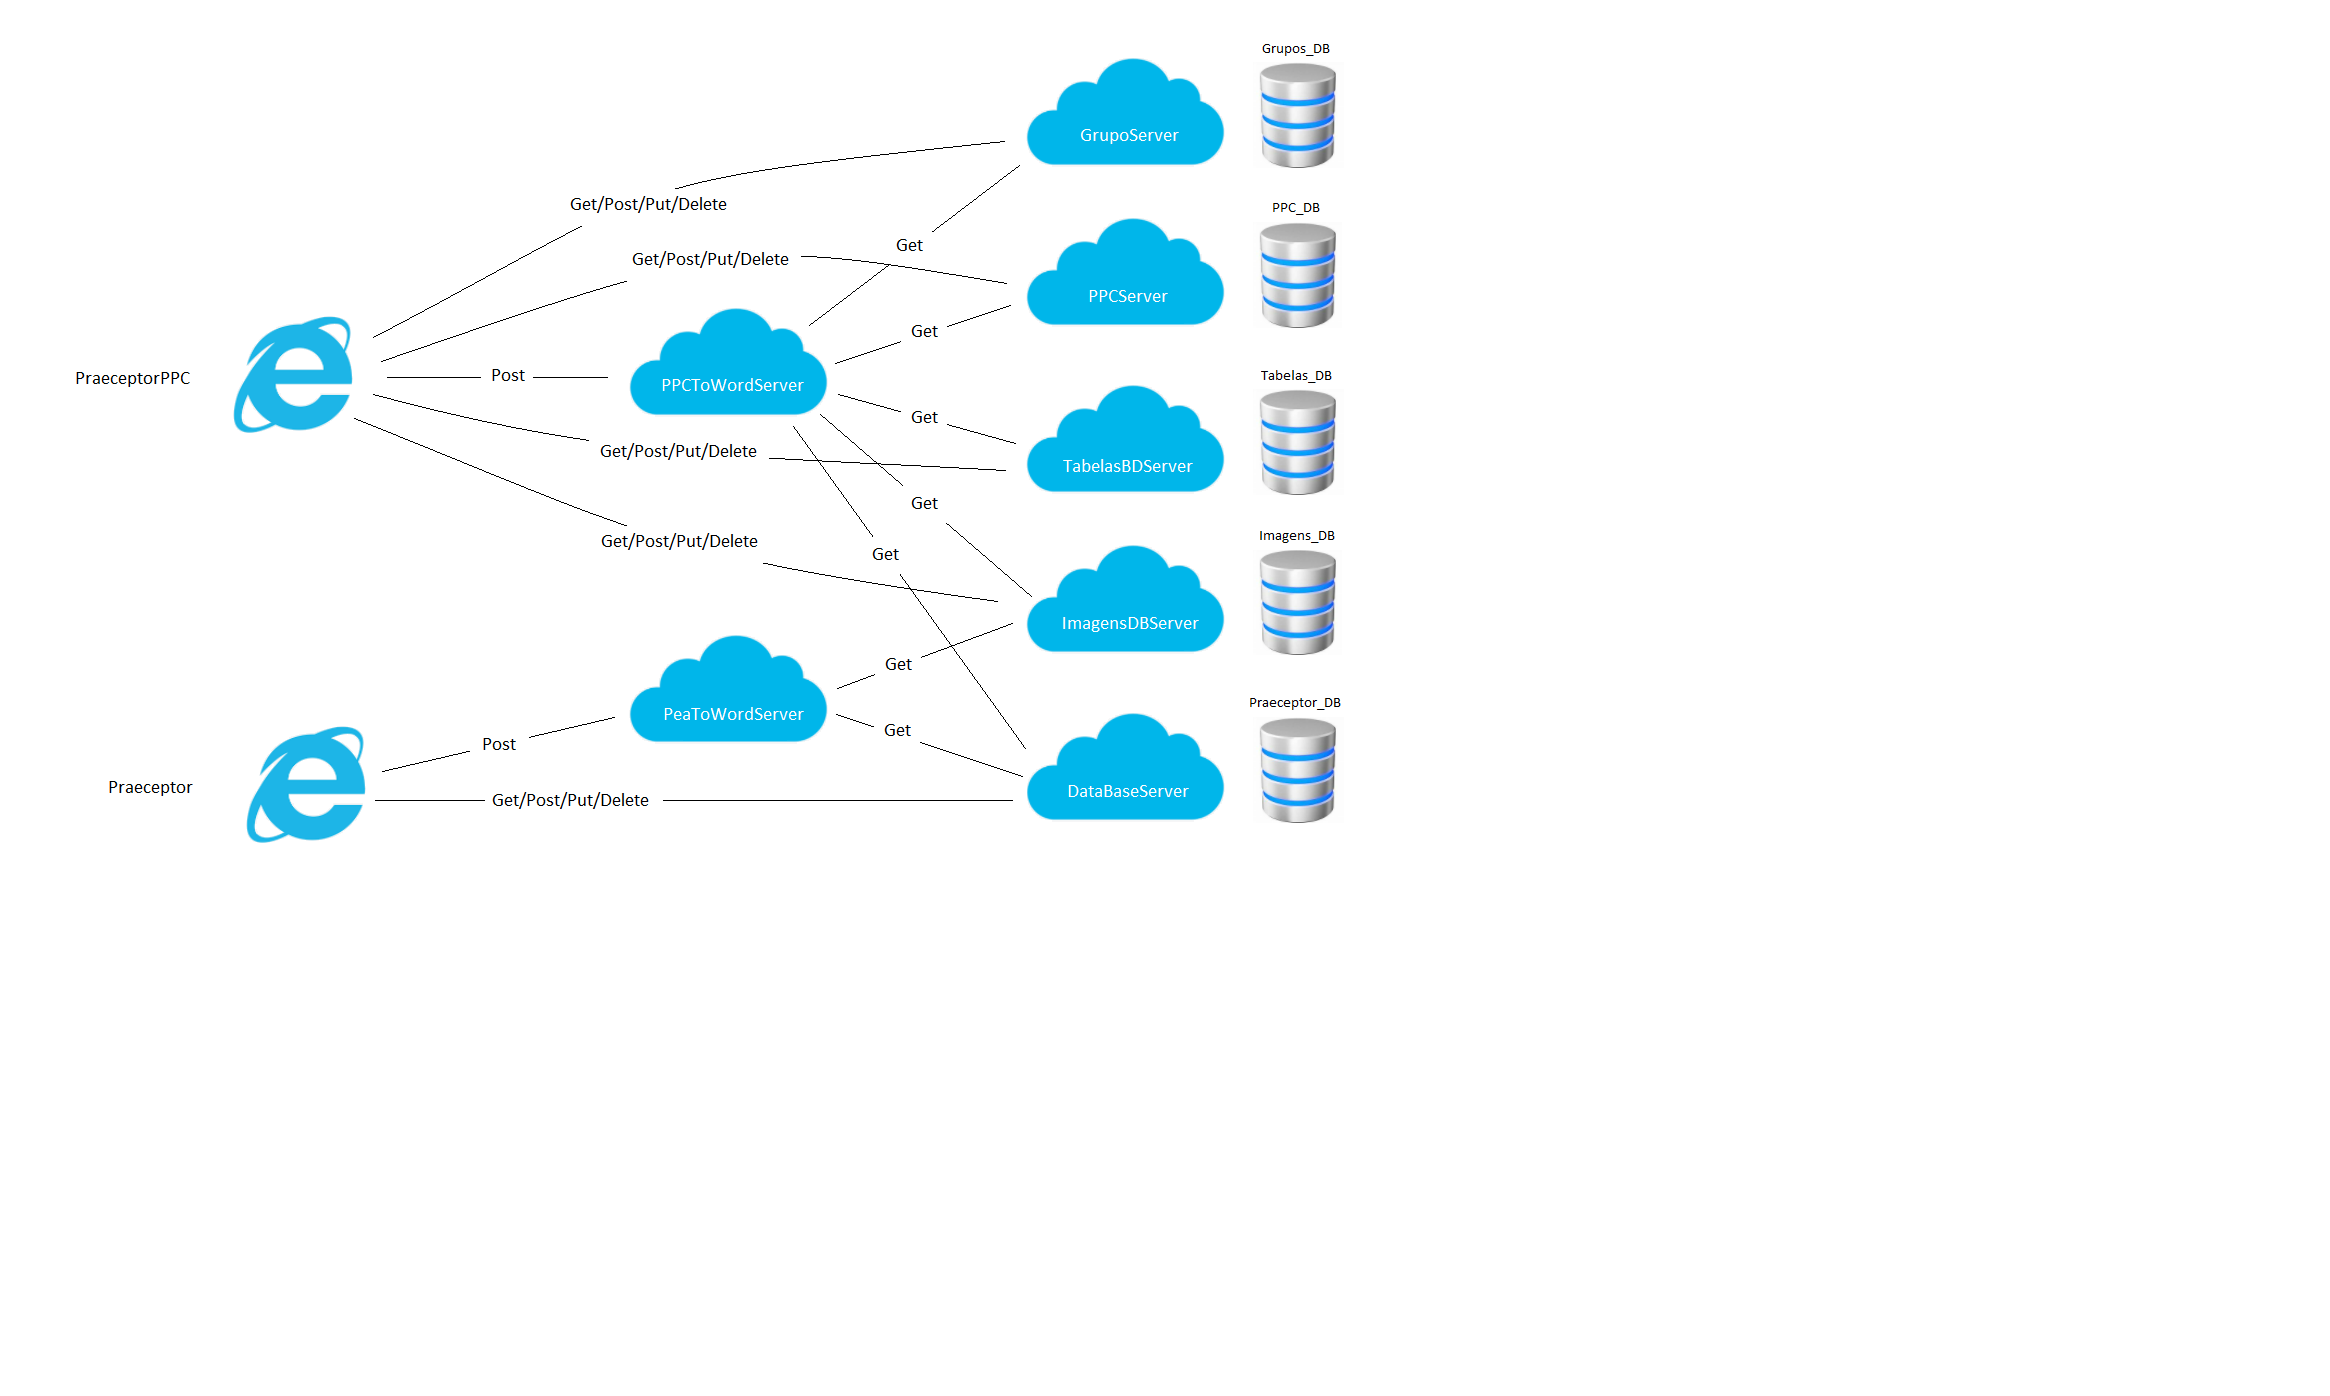 Grupos_DB
GrupoServer
Get/Post/Put/Delete
PPC_DB
Get
Get/Post/Put/Delete
PPCServer
Get
PraeceptorPPC
Post
PPCToWordServer
Tabelas_DB
Get
Get/Post/Put/Delete
TabelasBDServer
Get
Imagens_DB
Get/Post/Put/Delete
Get
ImagensDBServer
Get
Praeceptor_DB
PeaToWordServer
Get
Post
Praeceptor
Get/Post/Put/Delete
DataBaseServer